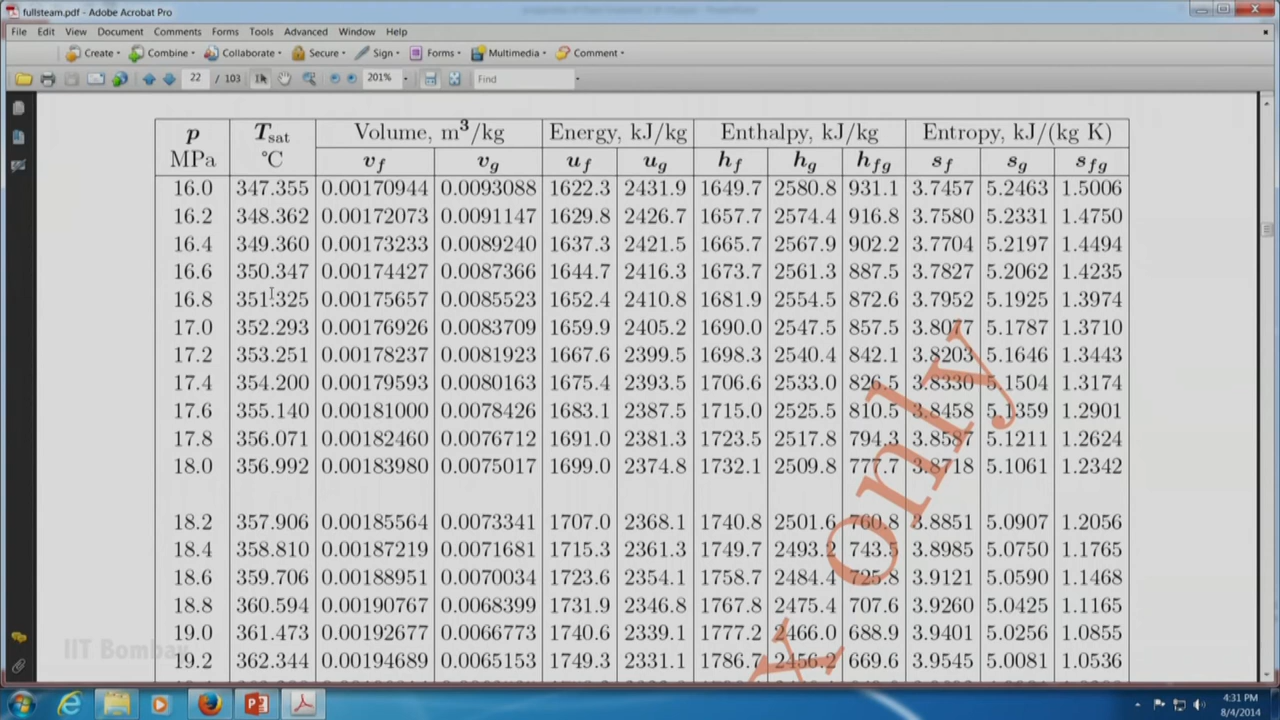 fullsteam.pdf - Adobe Acrobat Pro
File Edit View Document Comments Forms Tools Advanced Window Help
Create Combine Collaborate Secure Sign Forms Multimedia Comment
22 / 103 201% Find
p T_sat Volume, m³/kg Energy, kJ/kg Enthalpy, kJ/kg Entropy, kJ/(kg K)
MPa °C v_f v_g u_f u_g h_f h_g h_fg s_f s_g s_fg
16.0 347.355 0.00170944 0.0093088 1622.3 2431.9 1649.7 2580.8 931.1 3.7457 5.2463 1.5006
16.2 348.362 0.00172073 0.0091147 1629.8 2426.7 1657.7 2574.4 916.8 3.7580 5.2331 1.4750
16.4 349.360 0.00173233 0.0089240 1637.3 2421.5 1665.7 2567.9 902.2 3.7704 5.2197 1.4494
16.6 350.347 0.00174427 0.0087366 1644.7 2416.3 1673.7 2561.3 887.5 3.7827 5.2062 1.4235
16.8 351.325 0.00175657 0.0085523 1652.4 2410.8 1681.9 2554.5 872.6 3.7952 5.1925 1.3974
17.0 352.293 0.00176926 0.0083709 1659.9 2405.2 1690.0 2547.5 857.5 3.8077 5.1787 1.3710
17.2 353.251 0.00178237 0.0081923 1667.6 2399.5 1698.3 2540.4 842.1 3.8203 5.1646 1.3443
17.4 354.200 0.00179593 0.0080163 1675.4 2393.5 1706.6 2533.0 826.5 3.8330 5.1504 1.3174
17.6 355.140 0.00181000 0.0078426 1683.1 2387.5 1715.0 2525.5 810.5 3.8458 5.1359 1.2901
17.8 356.071 0.00182460 0.0076712 1691.0 2381.3 1723.5 2517.8 794.3 3.8587 5.1211 1.2624
18.0 356.992 0.00183980 0.0075017 1699.0 2374.8 1732.1 2509.8 777.7 3.8718 5.1061 1.2342
18.2 357.906 0.00185564 0.0073341 1707.0 2368.1 1740.8 2501.6 760.8 3.8851 5.0907 1.2056
18.4 358.810 0.00187219 0.0071681 1715.3 2361.3 1749.7 2493.2 743.5 3.8985 5.0750 1.1765
18.6 359.706 0.00188951 0.0070034 1723.6 2354.1 1758.7 2484.4 725.8 3.9121 5.0590 1.1468
18.8 360.594 0.00190767 0.0068399 1731.9 2346.8 1767.8 2475.4 707.6 3.9260 5.0425 1.1165
19.0 361.473 0.00192677 0.0066773 1740.6 2339.1 1777.2 2466.0 688.9 3.9401 5.0256 1.0855
19.2 362.344 0.00194689 0.0065153 1749.3 2331.1 1786.7 2456.2 669.6 3.9545 5.0081 1.0536
only
IIT Bombay
4:31 PM
8/4/2014